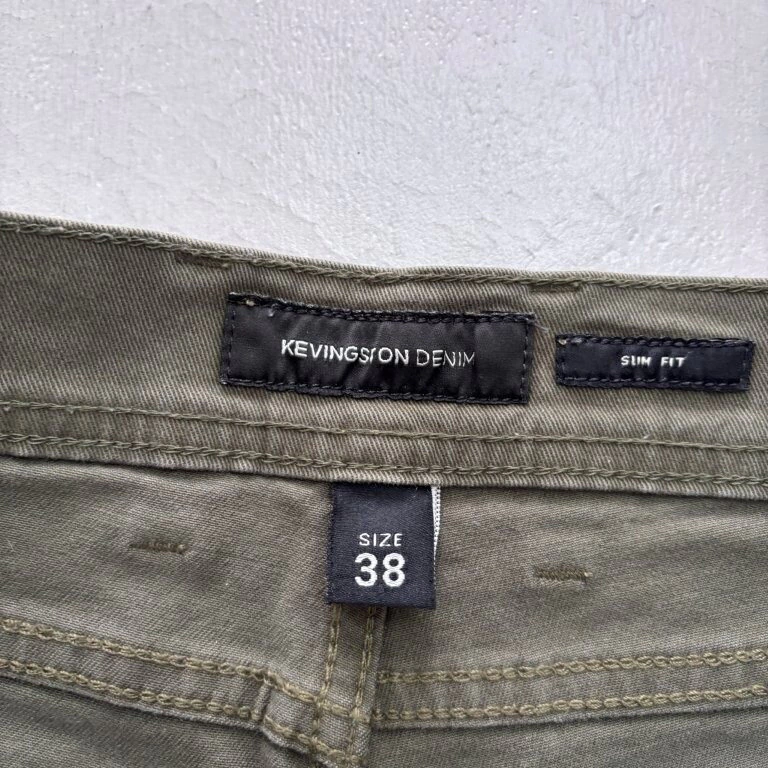 KEVINGSTON DENIM
SLIM FIT
SIZE
38